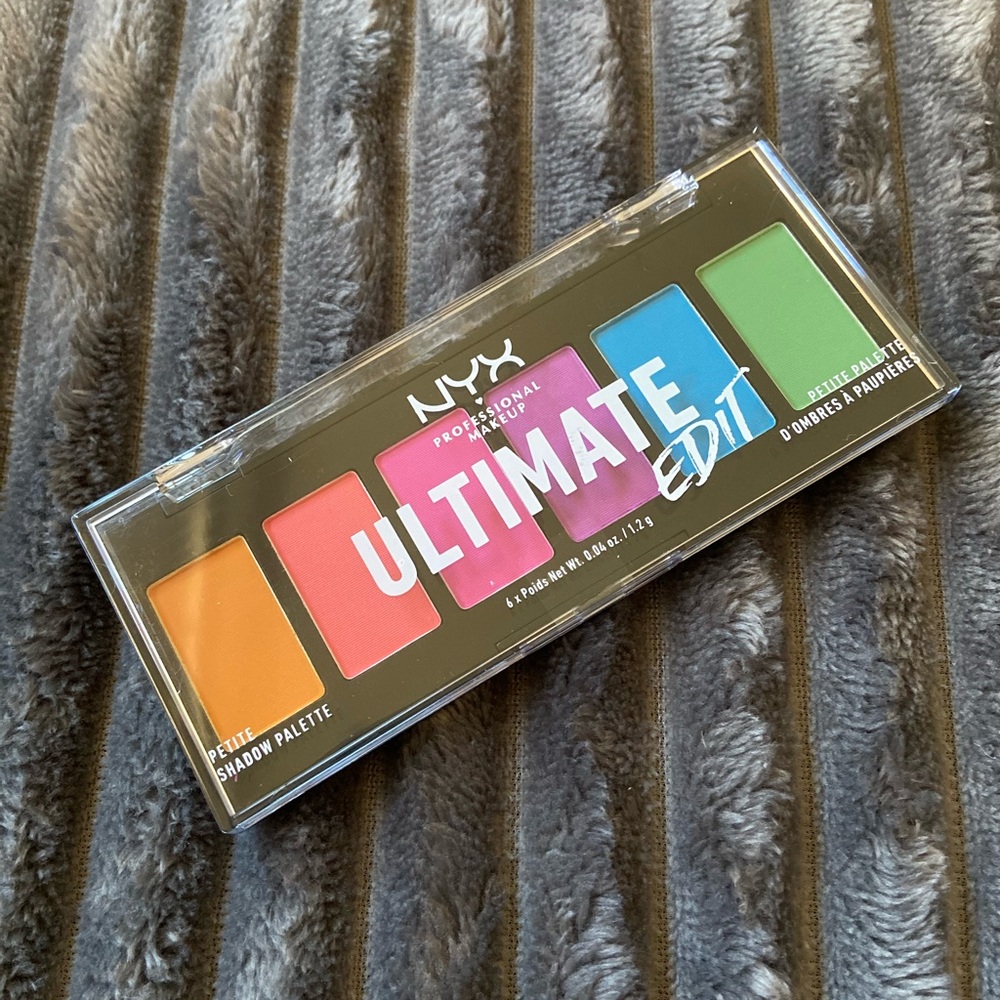 NYX
PROFESSIONAL
MAKEUP
ULTIMATE
EDIT
6 x Poids Net Wt. 0.04 oz. / 1.2 g
PETITE
SHADOW PALETTE
PETITE PALETTE
D'OMBRES À PAUPIÈRES